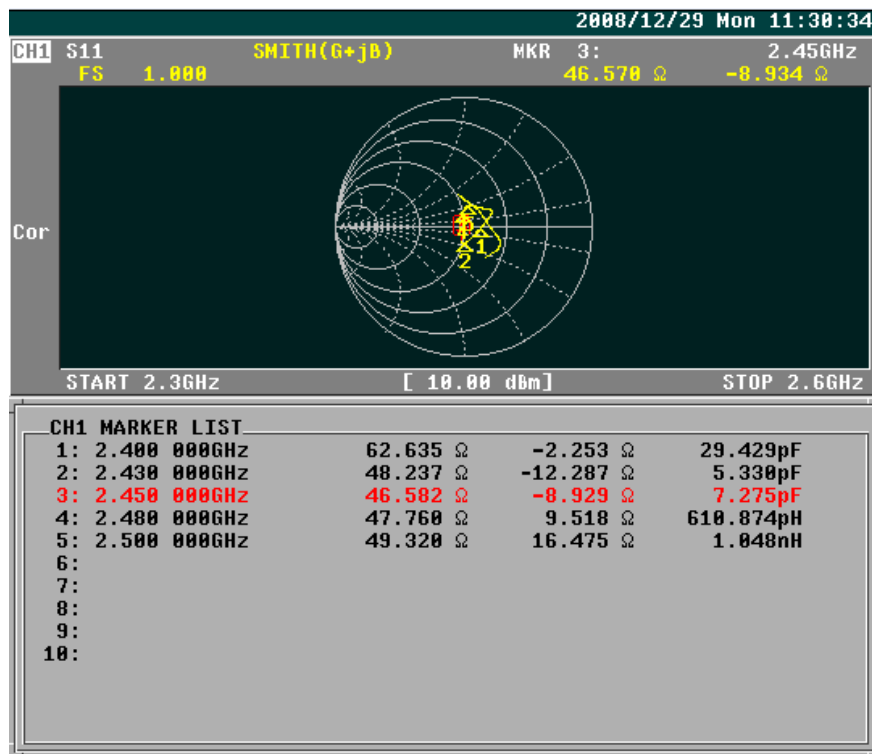 2008/12/29 Mon 11:30:34
CH1 S11 SMITH(G+jB) MKR 3: 2.45GHz
FS 1.000 46.570 Ω -8.934 Ω
Cor
1
2
START 2.3GHz [ 10.00 dBm] STOP 2.6GHz
CH1 MARKER LIST
1: 2.400 000GHz 62.635 Ω -2.253 Ω 29.429pF
2: 2.430 000GHz 48.237 Ω -12.287 Ω 5.330pF
3: 2.450 000GHz 46.582 Ω -8.929 Ω 7.275pF
4: 2.480 000GHz 47.760 Ω 9.518 Ω 610.874pH
5: 2.500 000GHz 49.320 Ω 16.475 Ω 1.048nH
6:
7:
8:
9:
10: